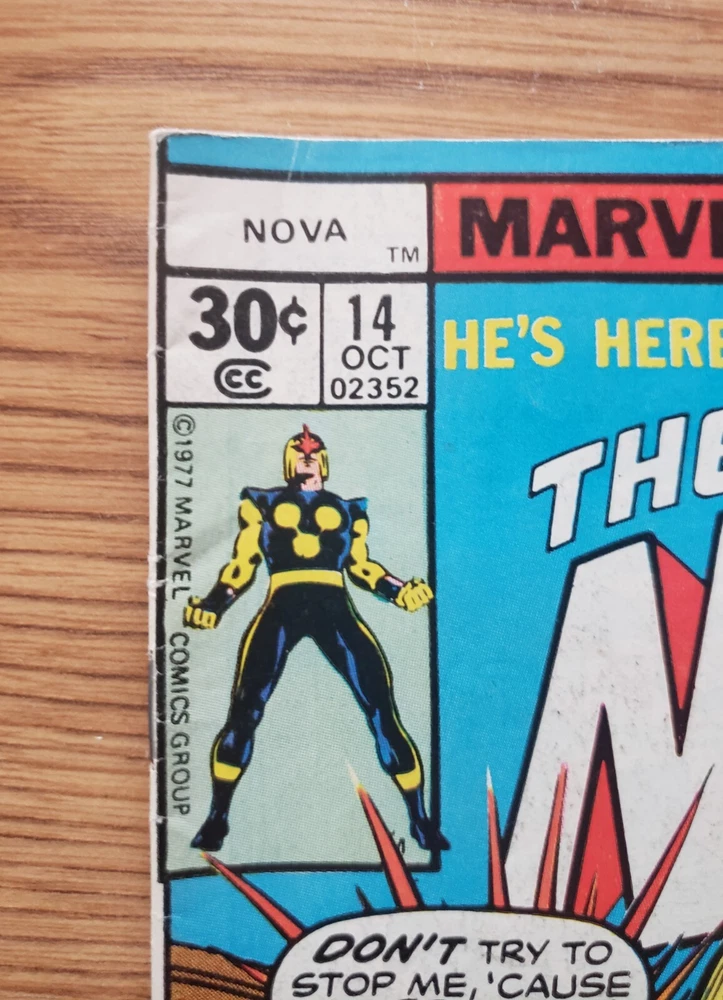 NOVA
TM
MARV
30¢
CC
14
OCT
02352
HE'S HERE
©1977 MARVEL COMICS GROUP
THE
N
DON'T TRY TO
STOP ME, 'CAUSE